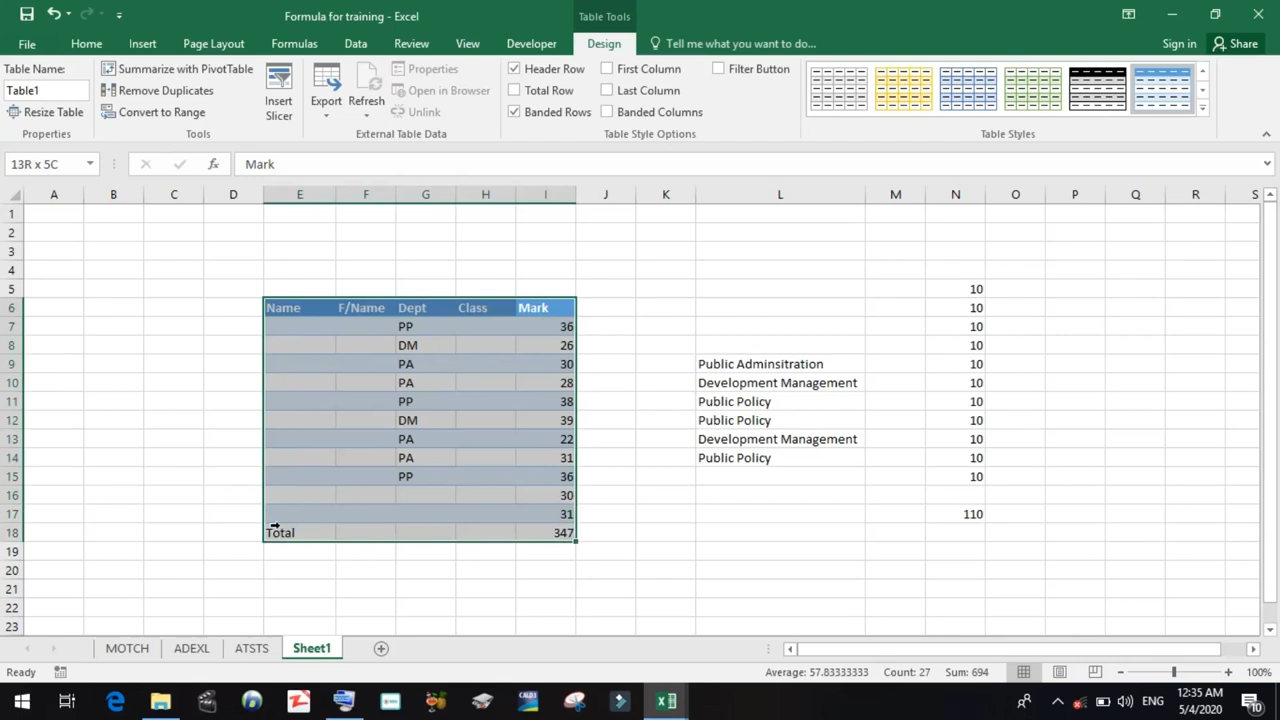 Formula for training - Excel
Table Tools
File Home Insert Page Layout Formulas Data Review View Developer Design Tell me what you want to do... Sign in Share
Table Name:
Table1
Resize Table
Properties
Summarize with PivotTable
Remove Duplicates
Convert to Range
Tools
Insert
Slicer
Export Refresh
Properties
Open in Browser
Unlink
External Table Data
Header Row First Column Filter Button
Total Row Last Column
Banded Rows Banded Columns
Table Style Options
Table Styles
13R x 5C fx Mark
A B C D E F G H I J K L M N O P Q R S
1
2
3
4
5 10
6 Name F/Name Dept Class Mark 10
7 PP 36 10
8 DM 26 10
9 PA 30 Public Adminsitration 10
10 PA 28 Development Management 10
11 PP 38 Public Policy 10
12 DM 39 Public Policy 10
13 PA 22 Development Management 10
14 PA 31 Public Policy 10
15 PP 36 10
16 30
17 31 110
18 Total 347
19
20
21
22
23
MOTCH ADEXL ATSTS Sheet1
Ready Average: 57.83333333 Count: 27 Sum: 694 100%
ENG 12:35 AM
5/4/2020 10